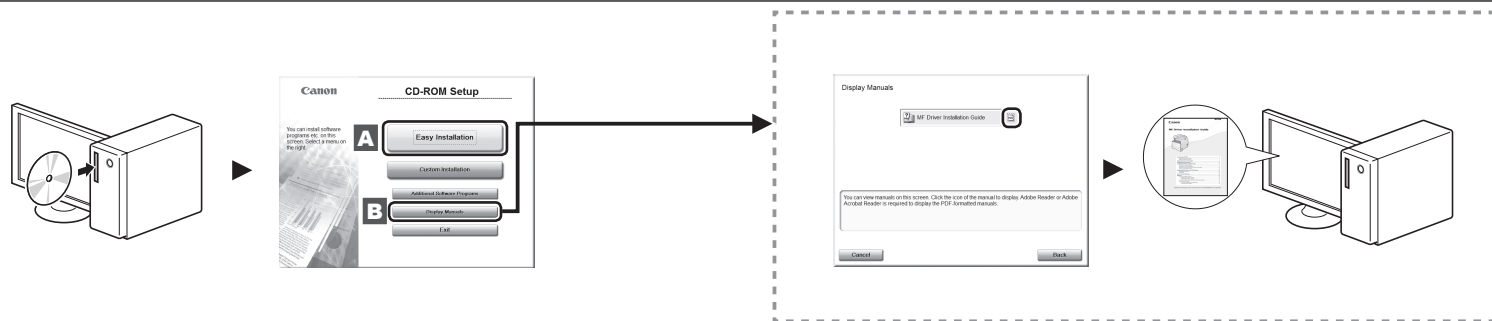 Canon
CD-ROM Setup
You can install software
programs etc. on this
screen. Select a menu on
the right.
A
Easy Installation
Custom Installation
Additional Software Programs
B
Display Manuals
Exit
Display Manuals
MF Driver Installation Guide
You can view manuals on this screen. Click the icon of the manual to display. Adobe Reader or Adobe
Acrobat Reader is required to display the PDF-formatted manuals.
Cancel
Back
Canon
MF Driver Installation Guide